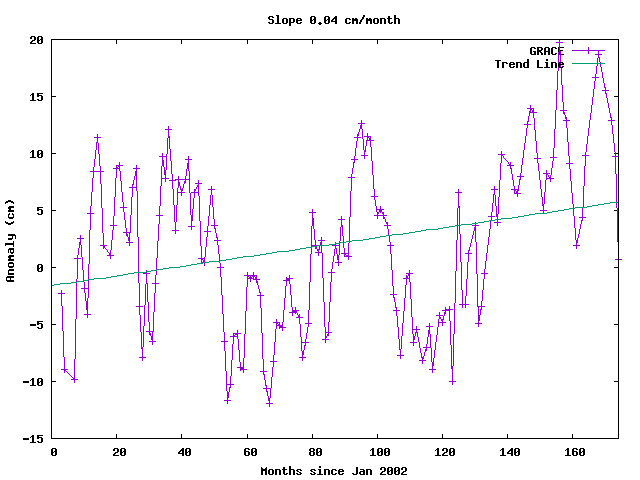 Slope 0.04 cm/month
20
15
10
5
0
-5
-10
-15
Anomaly (cm)
GRACE
Trend Line
0 20 40 60 80 100 120 140 160
Months since Jan 2002